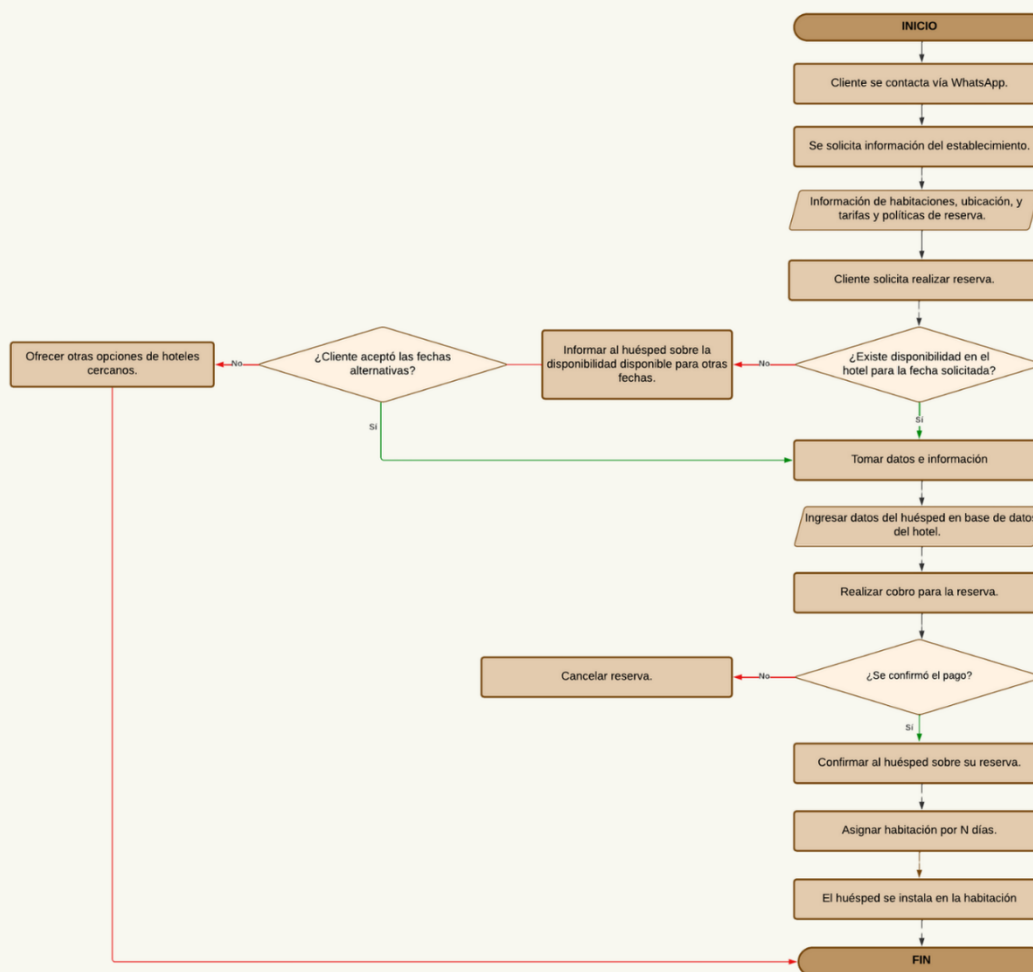 INICIO
Cliente se contacta vía WhatsApp.
Se solicita información del establecimiento.
Información de habitaciones, ubicación, y
tarifas y políticas de reserva.
Cliente solicita realizar reserva.
¿Existe disponibilidad en el
hotel para la fecha solicitada?
No
Informar al huésped sobre la
disponibilidad disponible para otras
fechas.
¿Cliente aceptó las fechas
alternativas?
No
Ofrecer otras opciones de hoteles
cercanos.
Sí
Sí
Tomar datos e información
Ingresar datos del huésped en base de datos
del hotel.
Realizar cobro para la reserva.
¿Se confirmó el pago?
No
Cancelar reserva.
Sí
Confirmar al huésped sobre su reserva.
Asignar habitación por N días.
El huésped se instala en la habitación
FIN